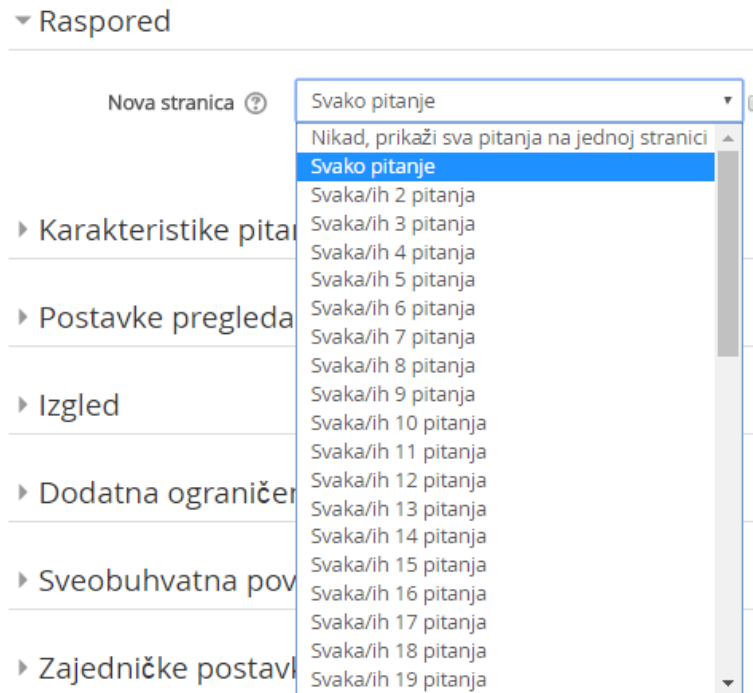 Raspored
Nova stranica
Svako pitanje
Nikad, prikaži sva pitanja na jednoj stranici
Svako pitanje
Svaka/ih 2 pitanja
Svaka/ih 3 pitanja
Svaka/ih 4 pitanja
Svaka/ih 5 pitanja
Svaka/ih 6 pitanja
Svaka/ih 7 pitanja
Svaka/ih 8 pitanja
Svaka/ih 9 pitanja
Svaka/ih 10 pitanja
Svaka/ih 11 pitanja
Svaka/ih 12 pitanja
Svaka/ih 13 pitanja
Svaka/ih 14 pitanja
Svaka/ih 15 pitanja
Svaka/ih 16 pitanja
Svaka/ih 17 pitanja
Svaka/ih 18 pitanja
Svaka/ih 19 pitanja
Karakteristike
Postavke pregleda
Izgled
Dodatna
Sveobuhvatna
Zajedničke